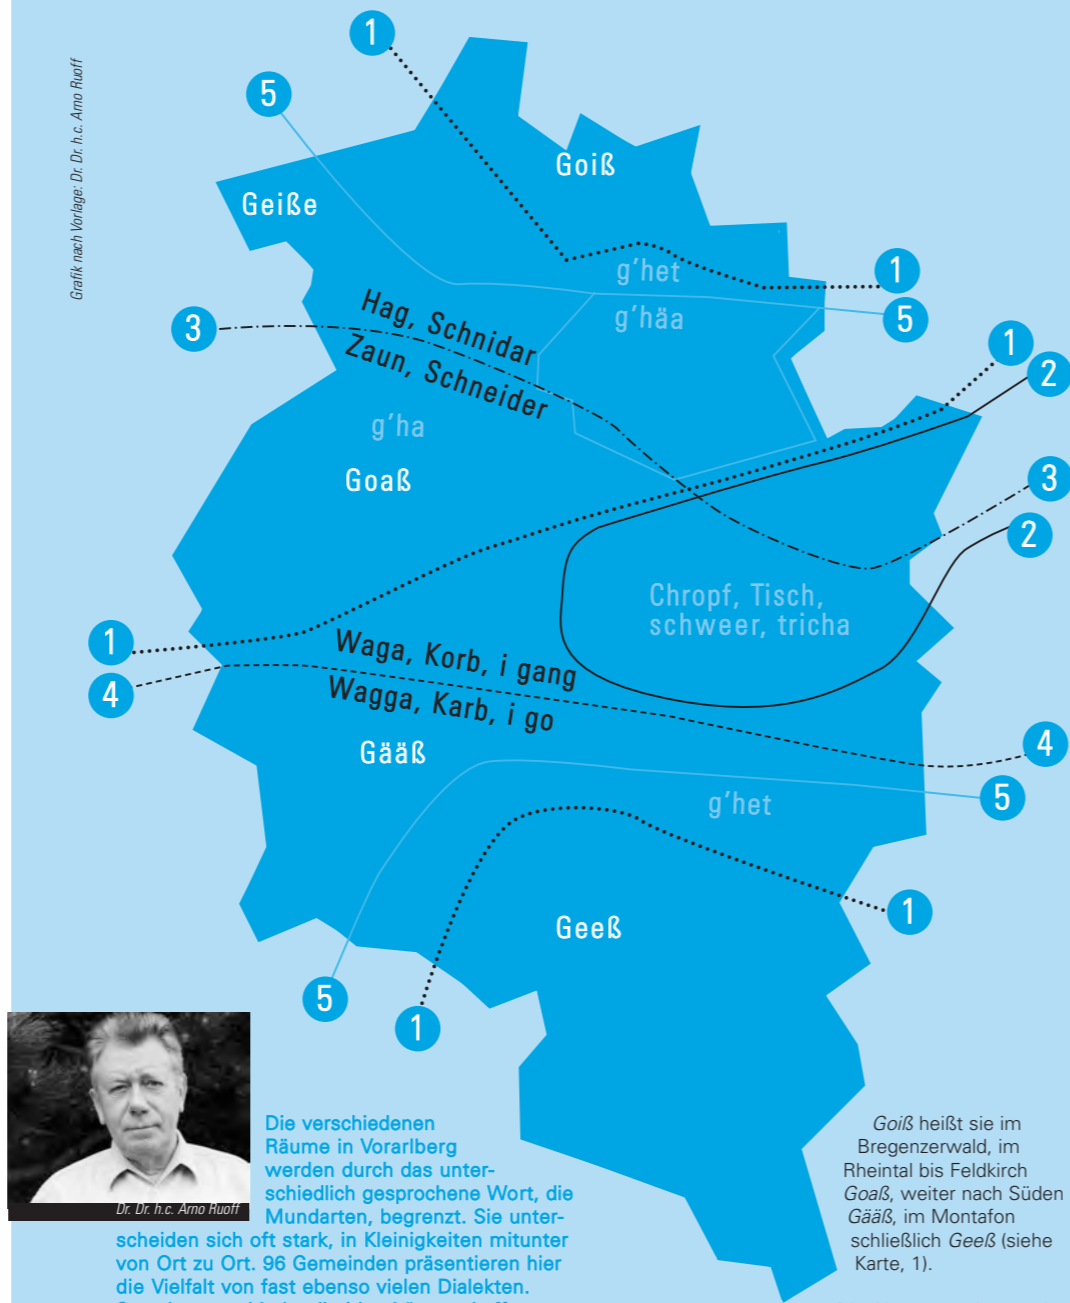 Grafik nach Vorlage: Dr. Dr. h.c. Arno Ruoff
1
5
Goiß
Geiße
g'het
1
g'häa
5
3
Hag, Schnidar
Zaun, Schneider
1
2
g'ha
Goaß
3
2
Chropf, Tisch,
schweer, tricha
1
Waga, Korb, i gang
4
Wagga, Karb, i go
Gääß
4
g'het
5
1
Geeß
5
1
Dr. Dr. h.c. Arno Ruoff
Die verschiedenen
Räume in Vorarlberg
werden durch das unter-
schiedlich gesprochene Wort, die
Mundarten, begrenzt. Sie unter-
scheiden sich oft stark, in Kleinigkeiten mitunter
von Ort zu Ort. 96 Gemeinden präsentieren hier
die Vielfalt von fast ebenso vielen Dialekten.
Goiß heißt sie im
Bregenzerwald, im
Rheintal bis Feldkirch
Goaß, weiter nach Süden
Gääß, im Montafon
schließlich Geeß (siehe
Karte, 1).